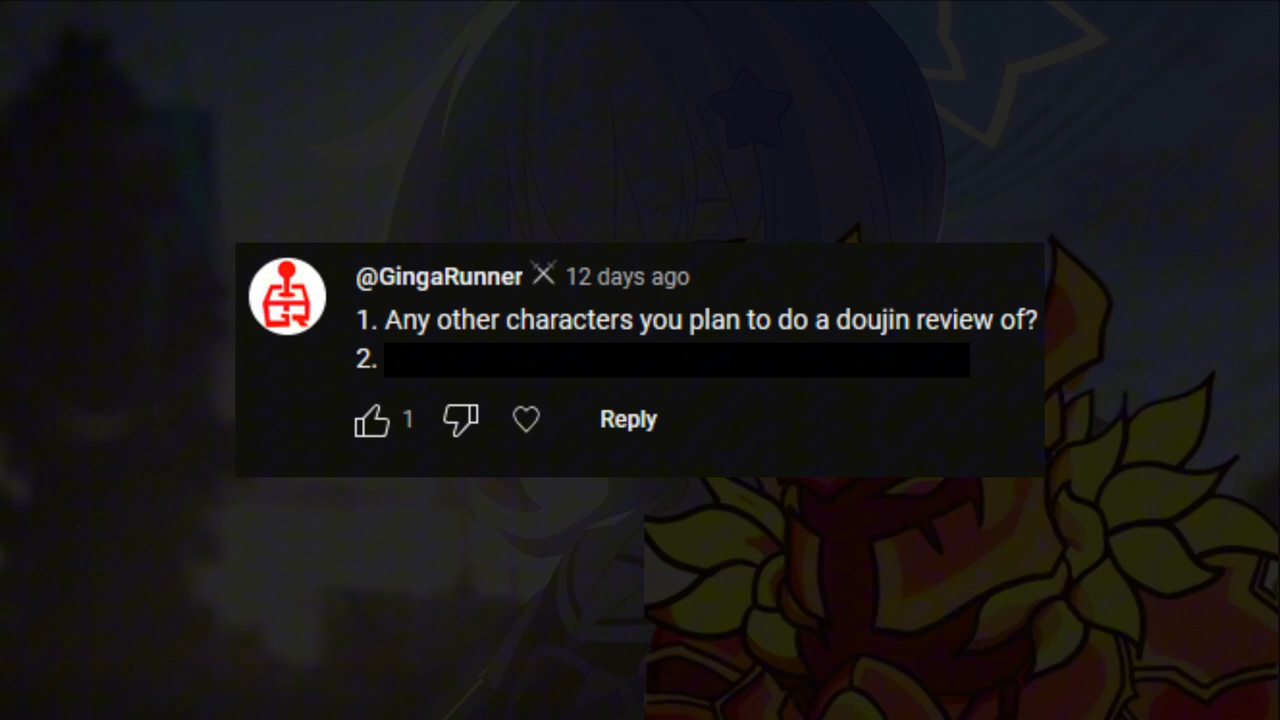 @GingaRunner 12 days ago
1. Any other characters you plan to do a doujin review of?
2.
1
Reply